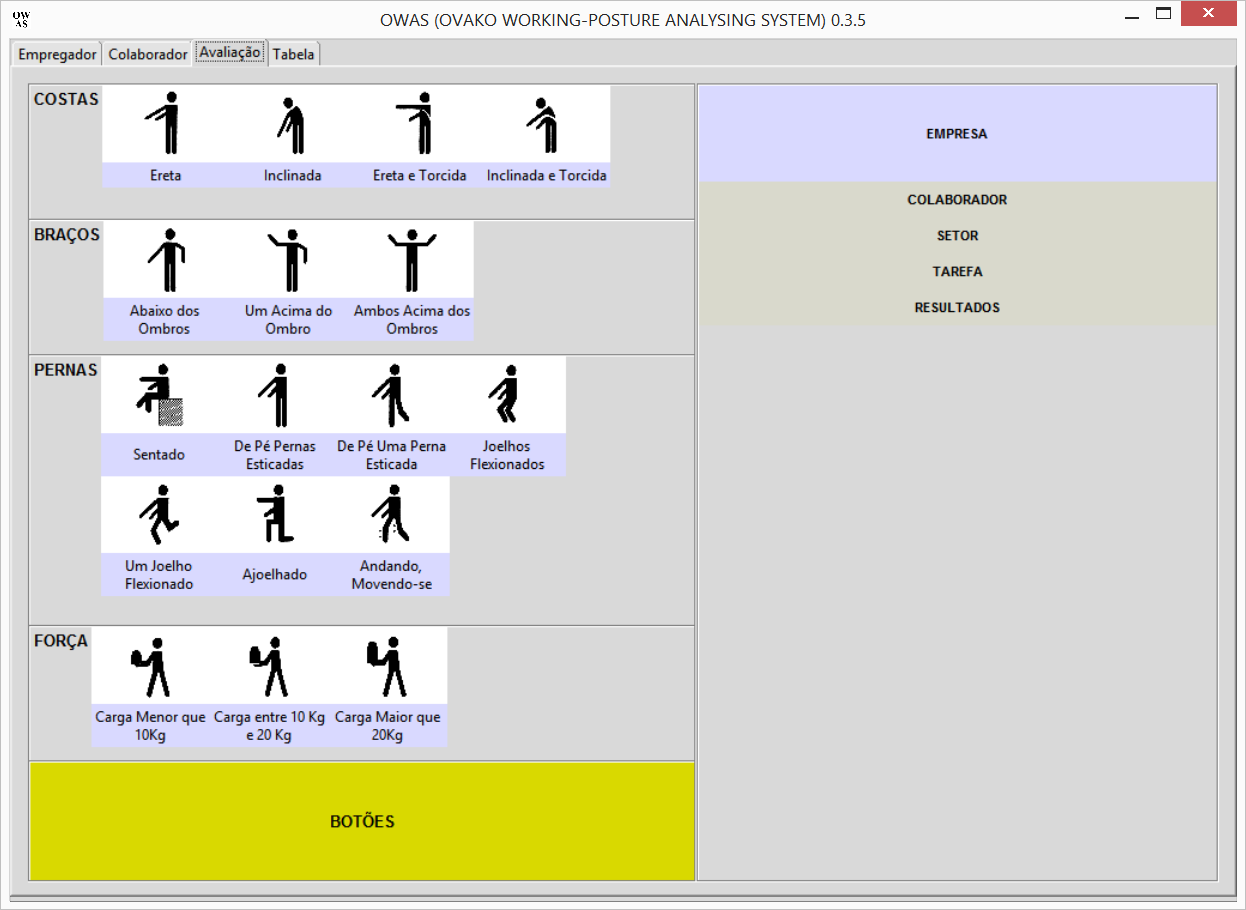 OW
AS
OWAS (OVAKO WORKING-POSTURE ANALYSING SYSTEM) 0.3.5
Empregador
Colaborador
Avaliação
Tabela
COSTAS
Ereta
Inclinada
Ereta e Torcida
Inclinada e Torcida
BRAÇOS
Abaixo dos
Ombros
Um Acima do
Ombro
Ambos Acima dos
Ombros
PERNAS
Sentado
De Pé Pernas
Esticadas
De Pé Uma Perna
Esticada
Joelhos
Flexionados
Um Joelho
Flexionado
Ajoelhado
Andando,
Movendo-se
FORÇA
Carga Menor que
10Kg
Carga entre 10 Kg
e 20 Kg
Carga Maior que
20Kg
BOTÕES
EMPRESA
COLABORADOR
SETOR
TAREFA
RESULTADOS